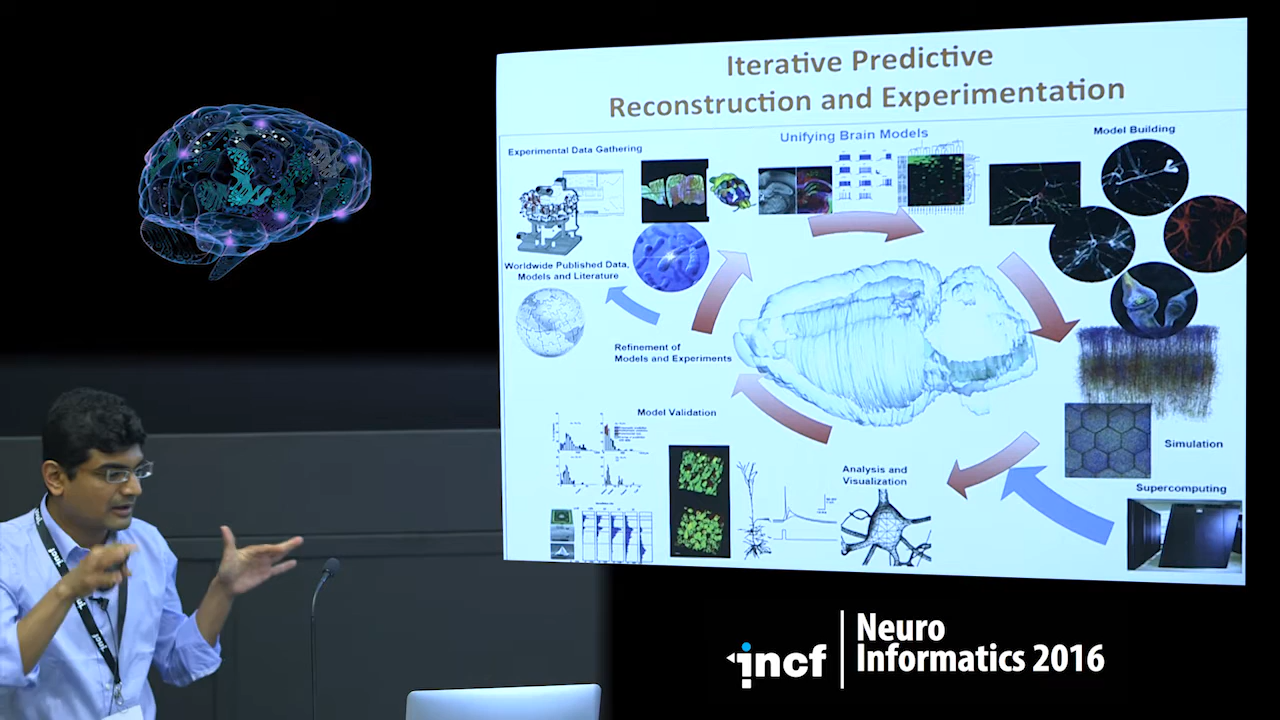 Iterative Predictive
Reconstruction and Experimentation
Unifying Brain Models
Model Building
Experimental Data Gathering
Worldwide Published Data,
Models and Literature
Refinement of
Models and Experiments
Model Validation
Analysis and
Visualization
Simulation
Supercomputing
incf
Neuro
Informatics 2016